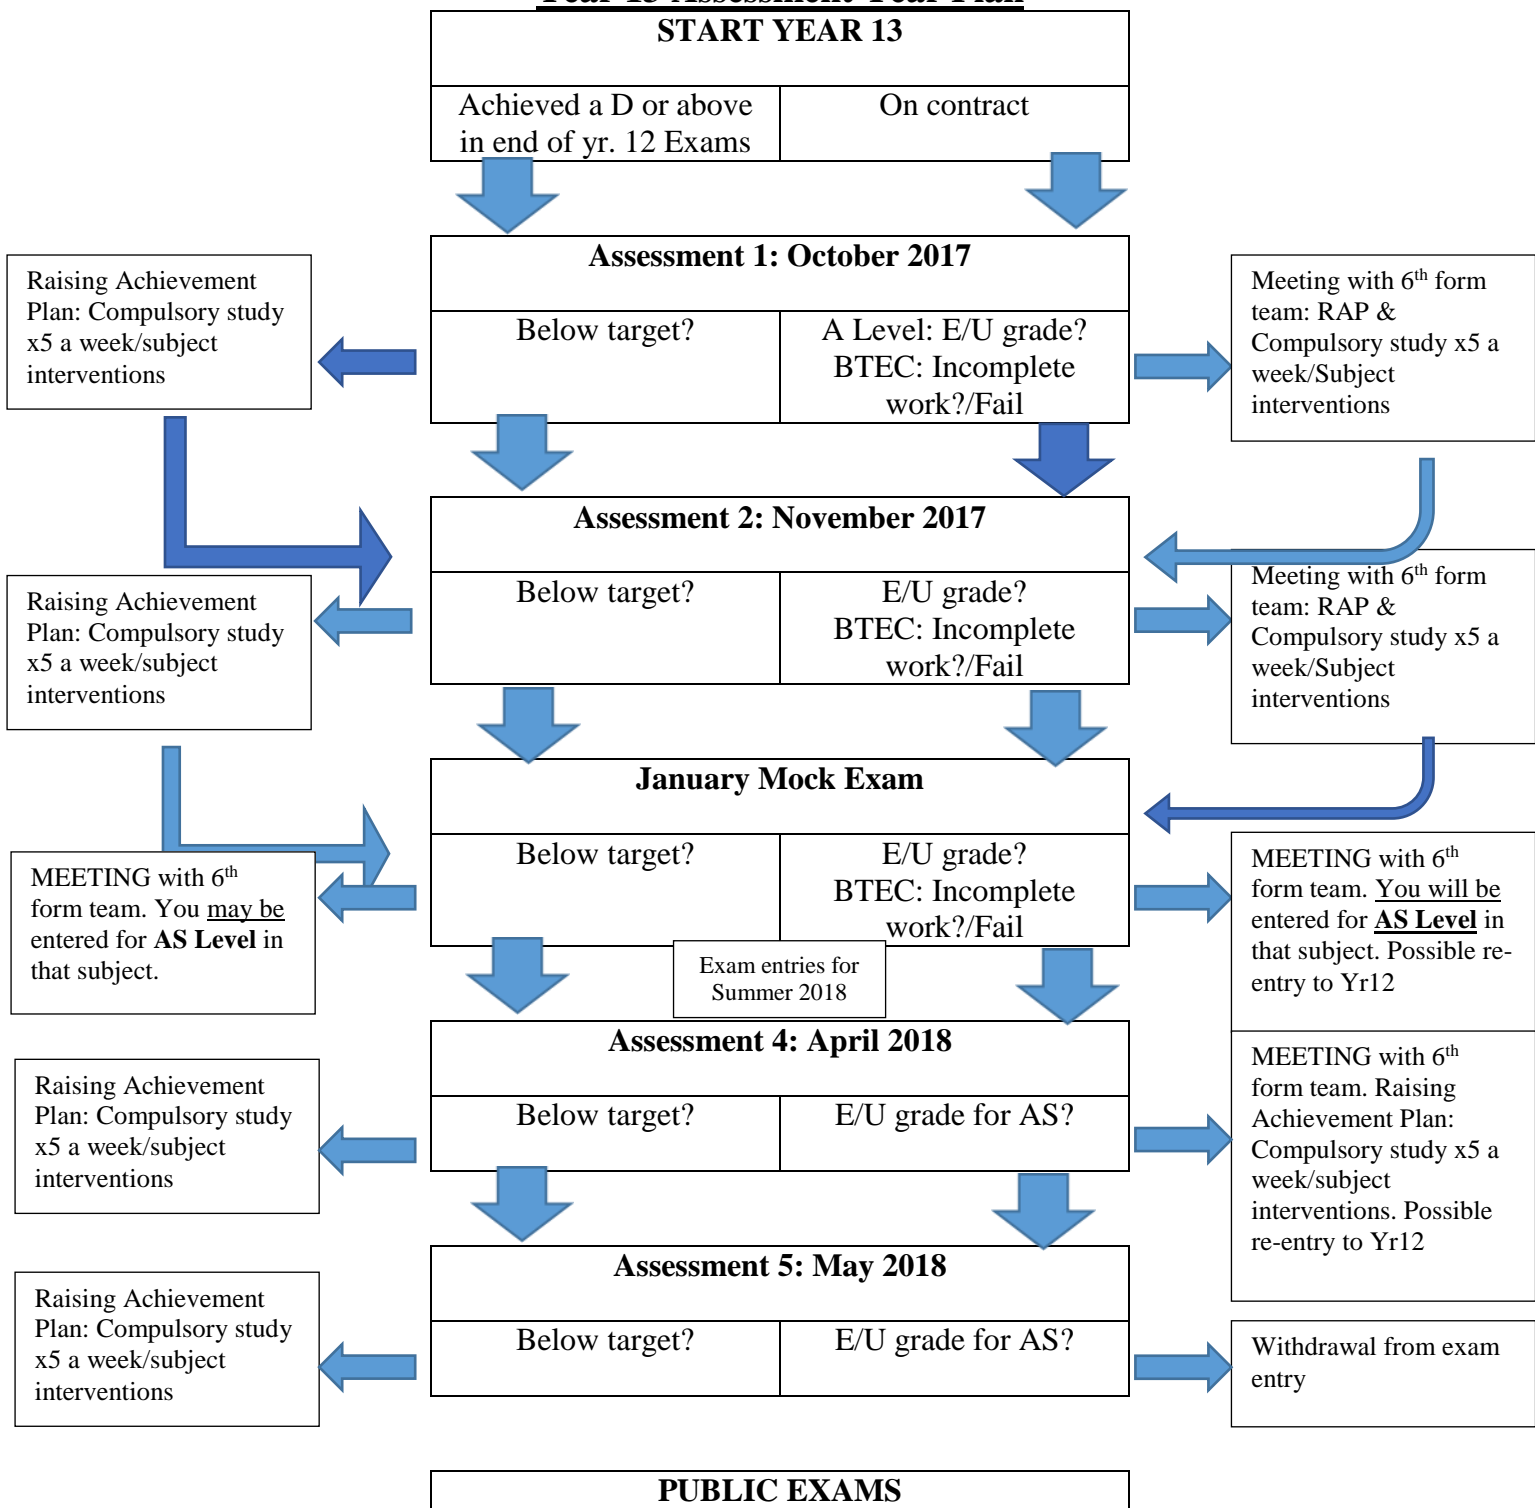 Year 13 Assessment Year Plan
START YEAR 13
Achieved a D or above
in end of yr. 12 Exams
On contract
Assessment 1: October 2017
Below target?
A Level: E/U grade?
BTEC: Incomplete
work?/Fail
Raising Achievement
Plan: Compulsory study
x5 a week/subject
interventions
Meeting with 6th form
team: RAP &
Compulsory study x5 a
week/Subject
interventions
Assessment 2: November 2017
Below target?
E/U grade?
BTEC: Incomplete
work?/Fail
Raising Achievement
Plan: Compulsory study
x5 a week/subject
interventions
Meeting with 6th form
team: RAP &
Compulsory study x5 a
week/Subject
interventions
January Mock Exam
Below target?
E/U grade?
BTEC: Incomplete
work?/Fail
MEETING with 6th
form team. You may be
entered for AS Level in
that subject.
MEETING with 6th
form team. You will be
entered for AS Level in
that subject. Possible re-
entry to Yr12
Exam entries for
Summer 2018
Assessment 4: April 2018
Below target?
E/U grade for AS?
Raising Achievement
Plan: Compulsory study
x5 a week/subject
interventions
MEETING with 6th
form team. Raising
Achievement Plan:
Compulsory study x5 a
week/subject
interventions. Possible
re-entry to Yr12
Assessment 5: May 2018
Below target?
E/U grade for AS?
Raising Achievement
Plan: Compulsory study
x5 a week/subject
interventions
Withdrawal from exam
entry
PUBLIC EXAMS